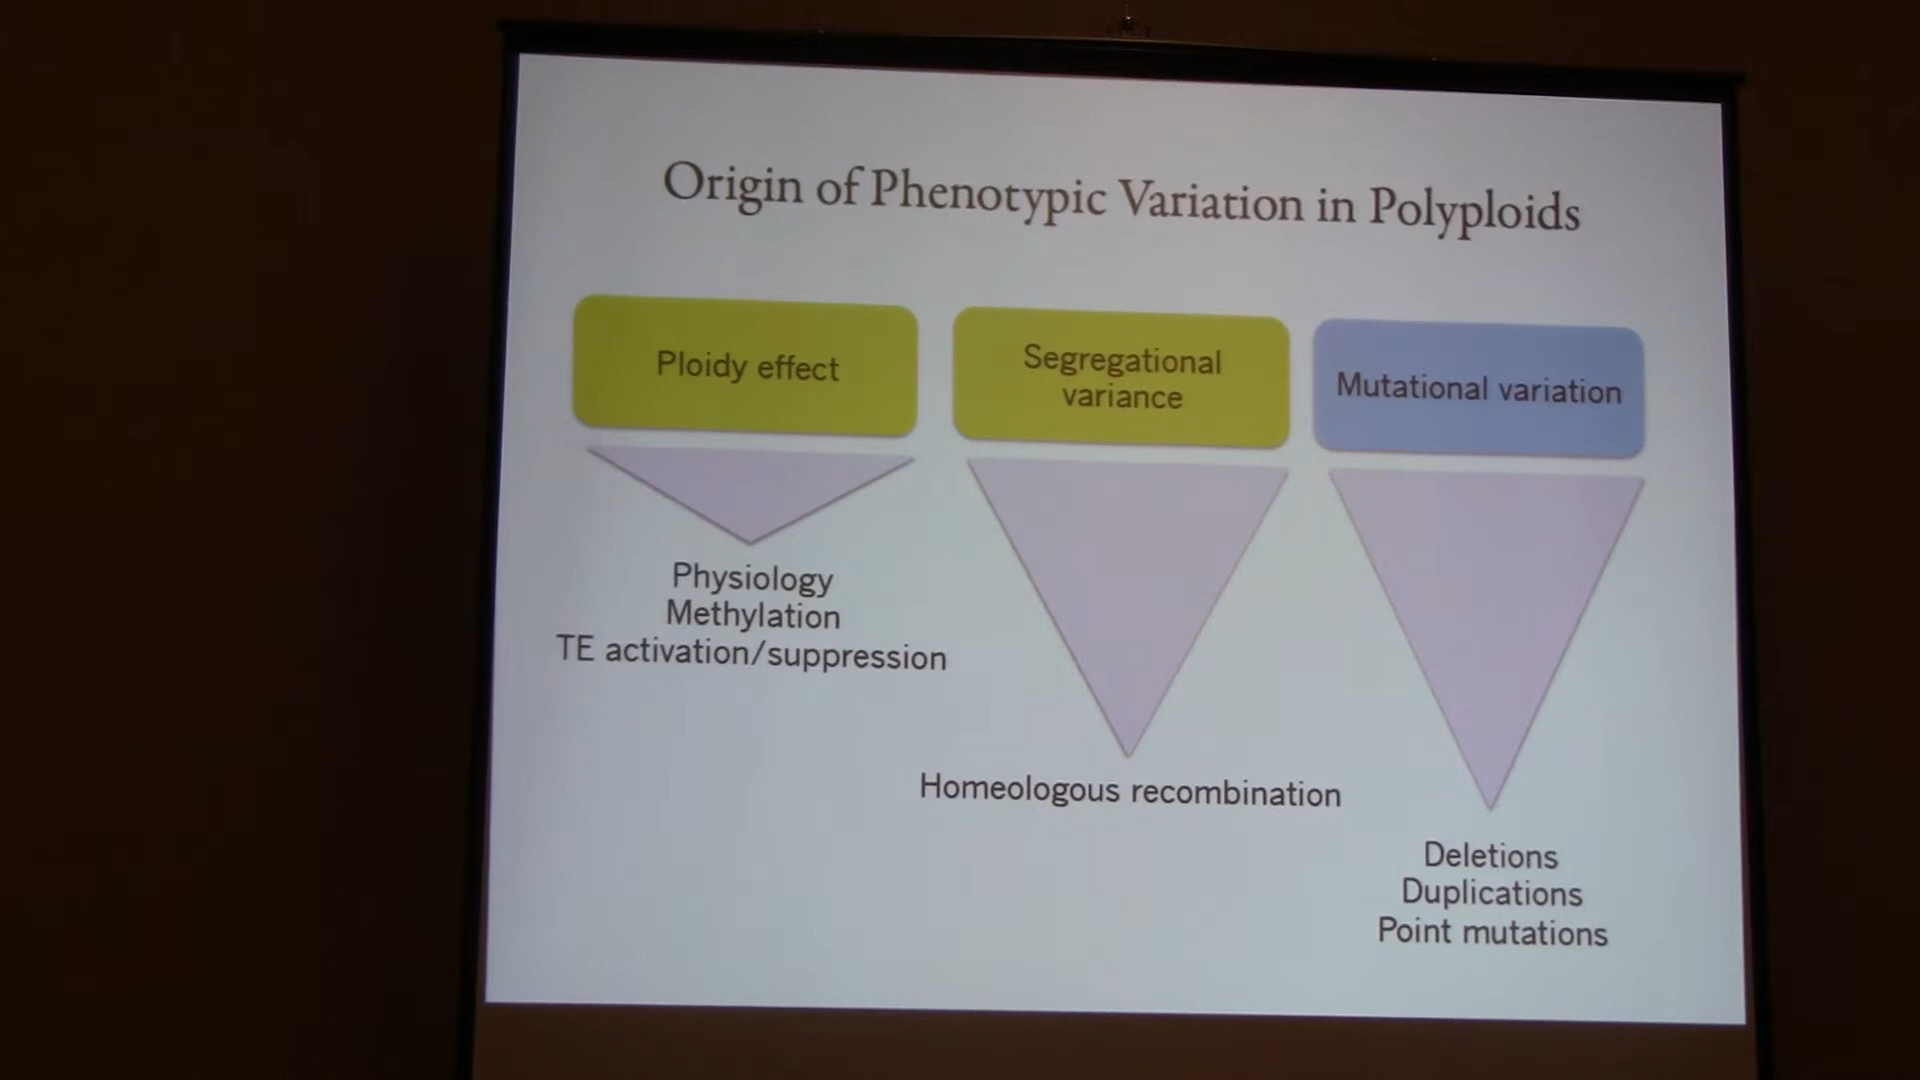 Origin of Phenotypic Variation in Polyploids
Ploidy effect
Segregational
variance
Mutational variation
Physiology
Methylation
TE activation/suppression
Homeologous recombination
Deletions
Duplications
Point mutations